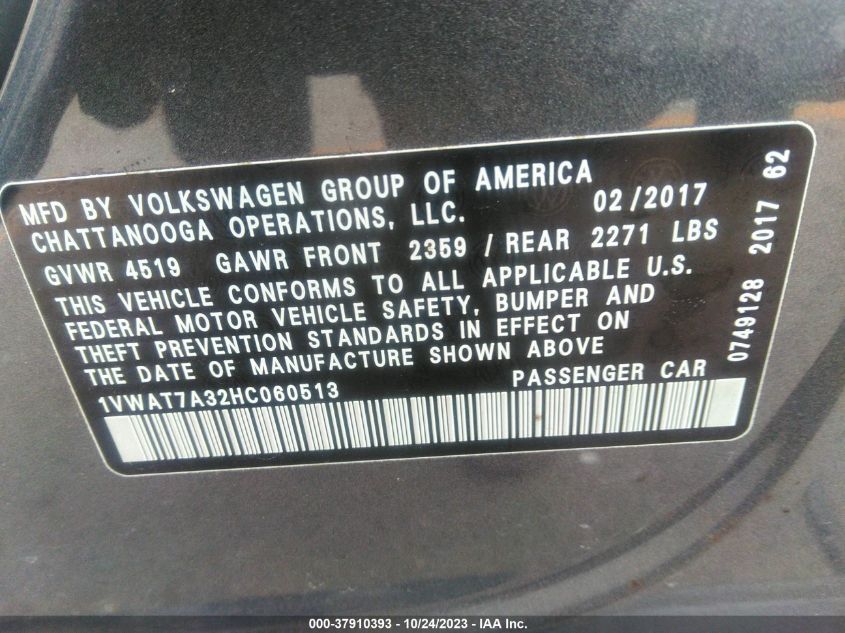 MFD BY VOLKSWAGEN GROUP OF AMERICA
CHATTANOOGA OPERATIONS, LLC. 02/2017
GVWR 4519 GAWR FRONT 2359 / REAR 2271 LBS
THIS VEHICLE CONFORMS TO ALL APPLICABLE U.S.
FEDERAL MOTOR VEHICLE SAFETY, BUMPER AND
THEFT PREVENTION STANDARDS IN EFFECT ON
THE DATE OF MANUFACTURE SHOWN ABOVE
1VWAT7A32HC060513 PASSENGER CAR
0749128 2017 62
000-37910393 - 10/24/2023 - IAA Inc.